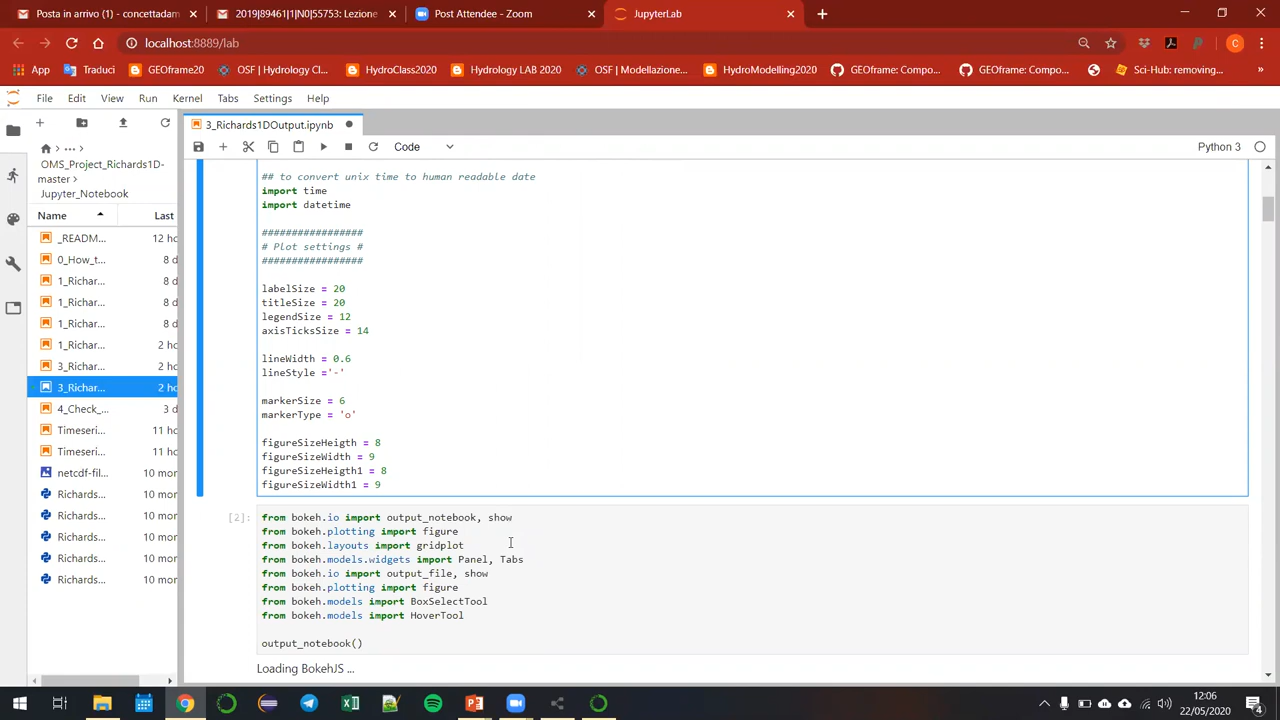 Posta in arrivo (1) - concettadam
2019|89461|1|N0|55753: Lezione
Post Attendee - Zoom
JupyterLab
localhost:8889/lab
App
Traduci
GEOframe20
OSF | Hydrology Cl...
HydroClass2020
Hydrology LAB 2020
OSF | Modellazione...
HydroModelling2020
GEOframe: Compo...
GEOframe: Compo...
Sci-Hub: removing...
»
C
File Edit View Run Kernel Tabs Settings Help
3_Richards1DOutput.ipynb
Code
Python 3
OMS_Project_Richards1D-
master >
Jupyter_Notebook
Name Last
_READM... 12 ho
0_How_t... 8 d
1_Richar... 8 d
1_Richar... 8 d
1_Richar... 8 d
1_Richar... 2 ho
3_Richar... 2 ho
3_Richar... 2 ho
4_Check_... 3 d
Timeseri... 11 ho
Timeseri... 11 ho
netcdf-fil... 10 mor
Richards... 10 mor
Richards... 10 mor
Richards... 10 mor
Richards... 10 mor
Richards... 10 mor
## to convert unix time to human readable date
import time
import datetime
#################
# Plot settings #
#################
labelSize = 20
titleSize = 20
legendSize = 12
axisTicksSize = 14
lineWidth = 0.6
lineStyle ='-'
markerSize = 6
markerType = 'o'
figureSizeHeigth = 8
figureSizeWidth = 9
figureSizeHeigth1 = 8
figureSizeWidth1 = 9
[2]:
from bokeh.io import output_notebook, show
from bokeh.plotting import figure
from bokeh.layouts import gridplot
from bokeh.models.widgets import Panel, Tabs
from bokeh.io import output_file, show
from bokeh.plotting import figure
from bokeh.models import BoxSelectTool
from bokeh.models import HoverTool
output_notebook()
Loading BokehJS ...
12:06
22/05/2020
4